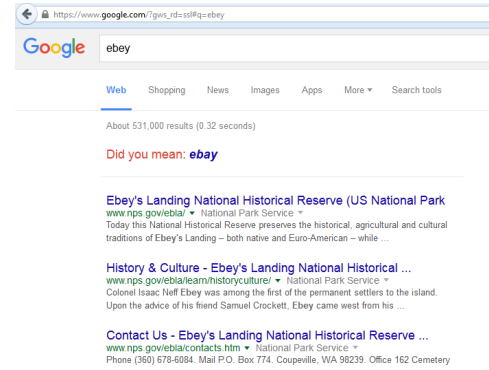 https://www.google.com/?gws_rd=ssl#q=ebey
Google ebey
Web Shopping News Images Apps More ▾ Search tools
About 531,000 results (0.32 seconds)
Did you mean: ebay
Ebey's Landing National Historical Reserve (US National Park
www.nps.gov/ebla/ ▾ National Park Service ▾
Today this National Historical Reserve preserves the historical, agricultural and cultural
traditions of Ebey's Landing – both native and Euro-American – while ...
History & Culture - Ebey's Landing National Historical ...
www.nps.gov/ebla/learn/historyculture/ ▾ National Park Service ▾
Colonel Isaac Neff Ebey was among the first of the permanent settlers to the island.
Upon the advice of his friend Samuel Crockett, Ebey came west from his ...
Contact Us - Ebey's Landing National Historical Reserve ...
www.nps.gov/ebla/contacts.htm ▾ National Park Service ▾
Phone (360) 678-6084. Mail P.O. Box 774. Coupeville, WA 98239. Office 162 Cemetery